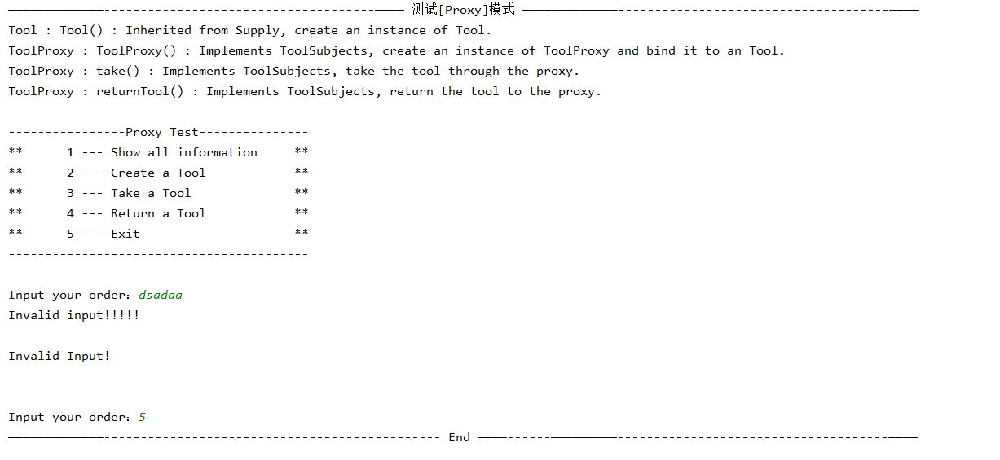 ———————————————————————————————— 测试[Proxy]模式 ————————————————————————————————
Tool : Tool() : Inherited from Supply, create an instance of Tool.
ToolProxy : ToolProxy() : Implements ToolSubjects, create an instance of ToolProxy and bind it to an Tool.
ToolProxy : take() : Implements ToolSubjects, take the tool through the proxy.
ToolProxy : returnTool() : Implements ToolSubjects, return the tool to the proxy.
----------------Proxy Test---------------
**      1 --- Show all information     **
**      2 --- Create a Tool            **
**      3 --- Take a Tool              **
**      4 --- Return a Tool            **
**      5 --- Exit                     **
-----------------------------------------
Input your order：dsadaa
Invalid input!!!!!
Invalid Input!
Input your order：5
———————————————————————————————— End ————————————————————————————————